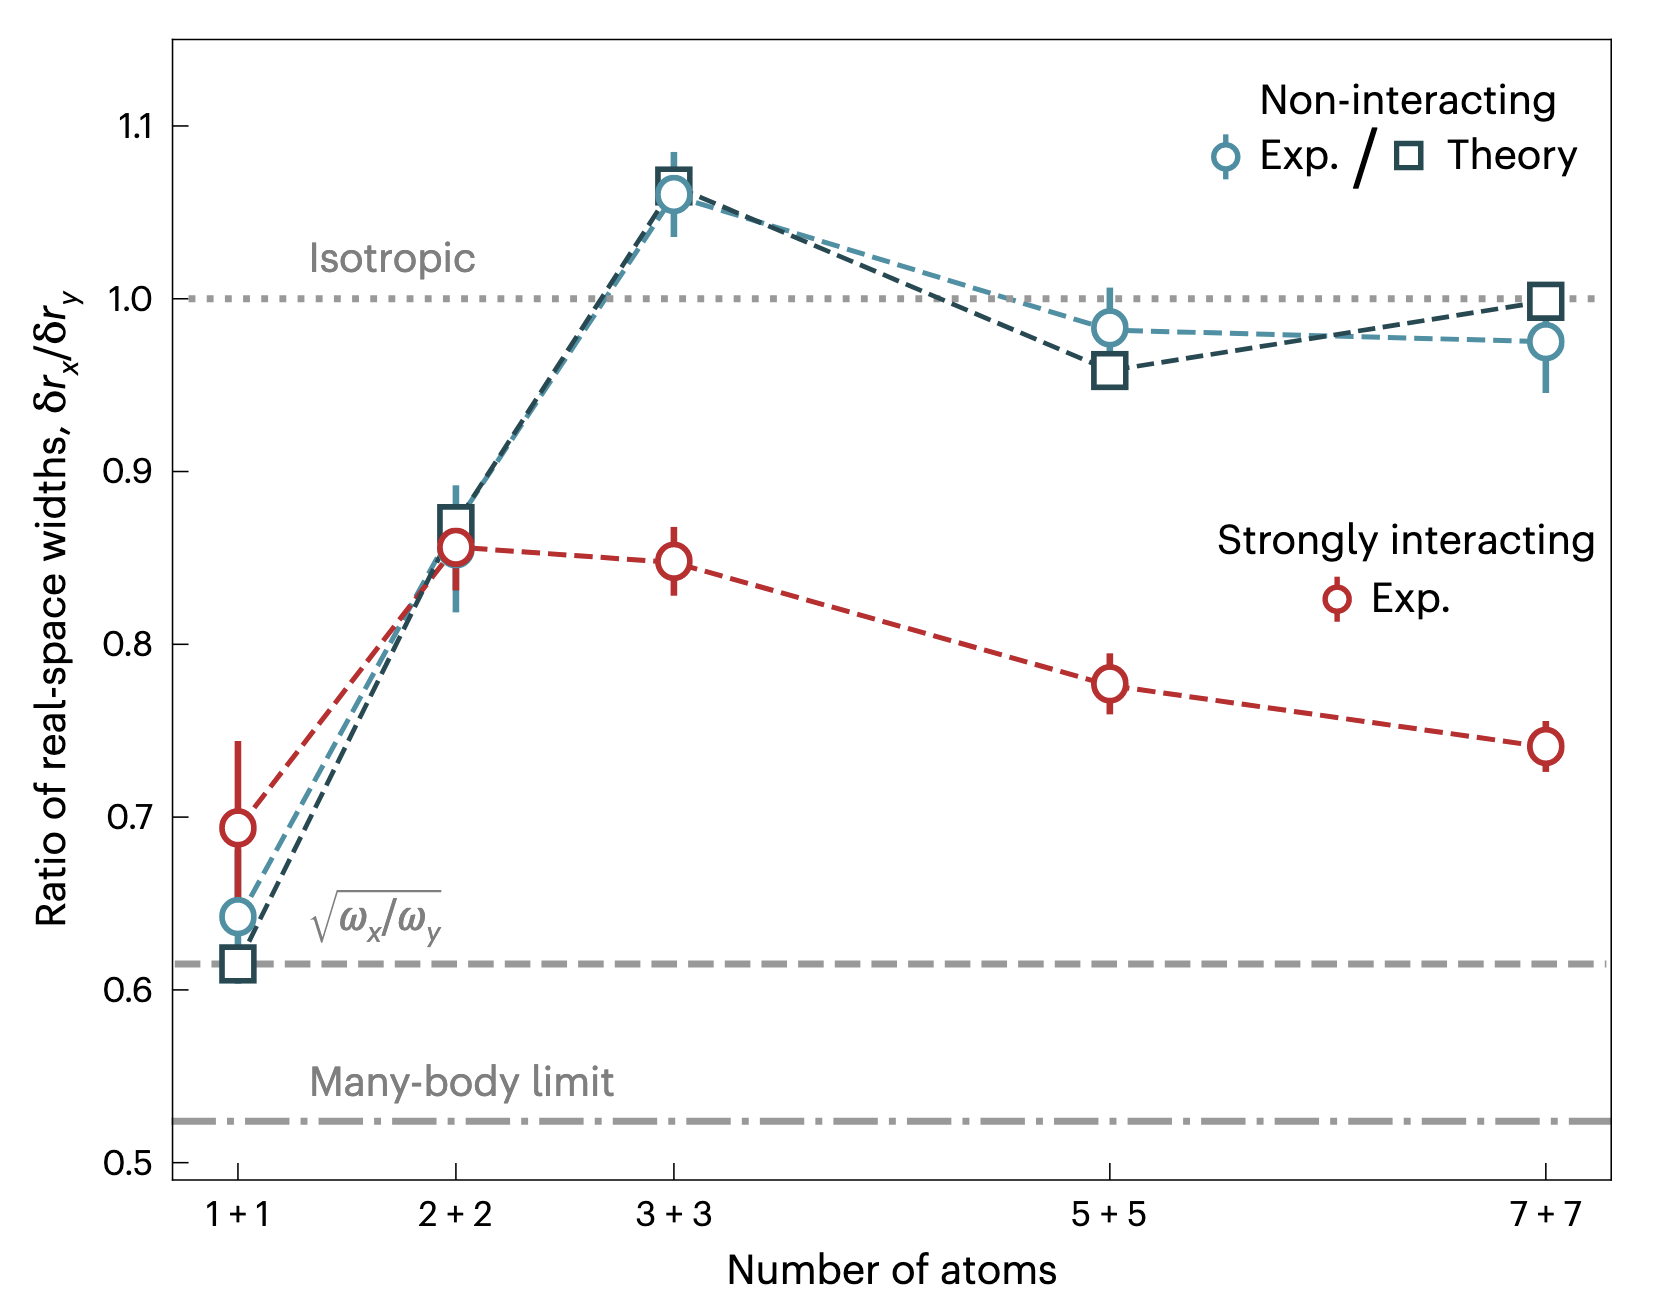 Ratio of real-space widths, δrₓ/δr_y
1.1
1.0
0.9
0.8
0.7
0.6
0.5
Non-interacting
Exp. / Theory
Isotropic
Strongly interacting
Exp.
√ωₓ/ω_y
Many-body limit
1 + 1
2 + 2
3 + 3
5 + 5
7 + 7
Number of atoms